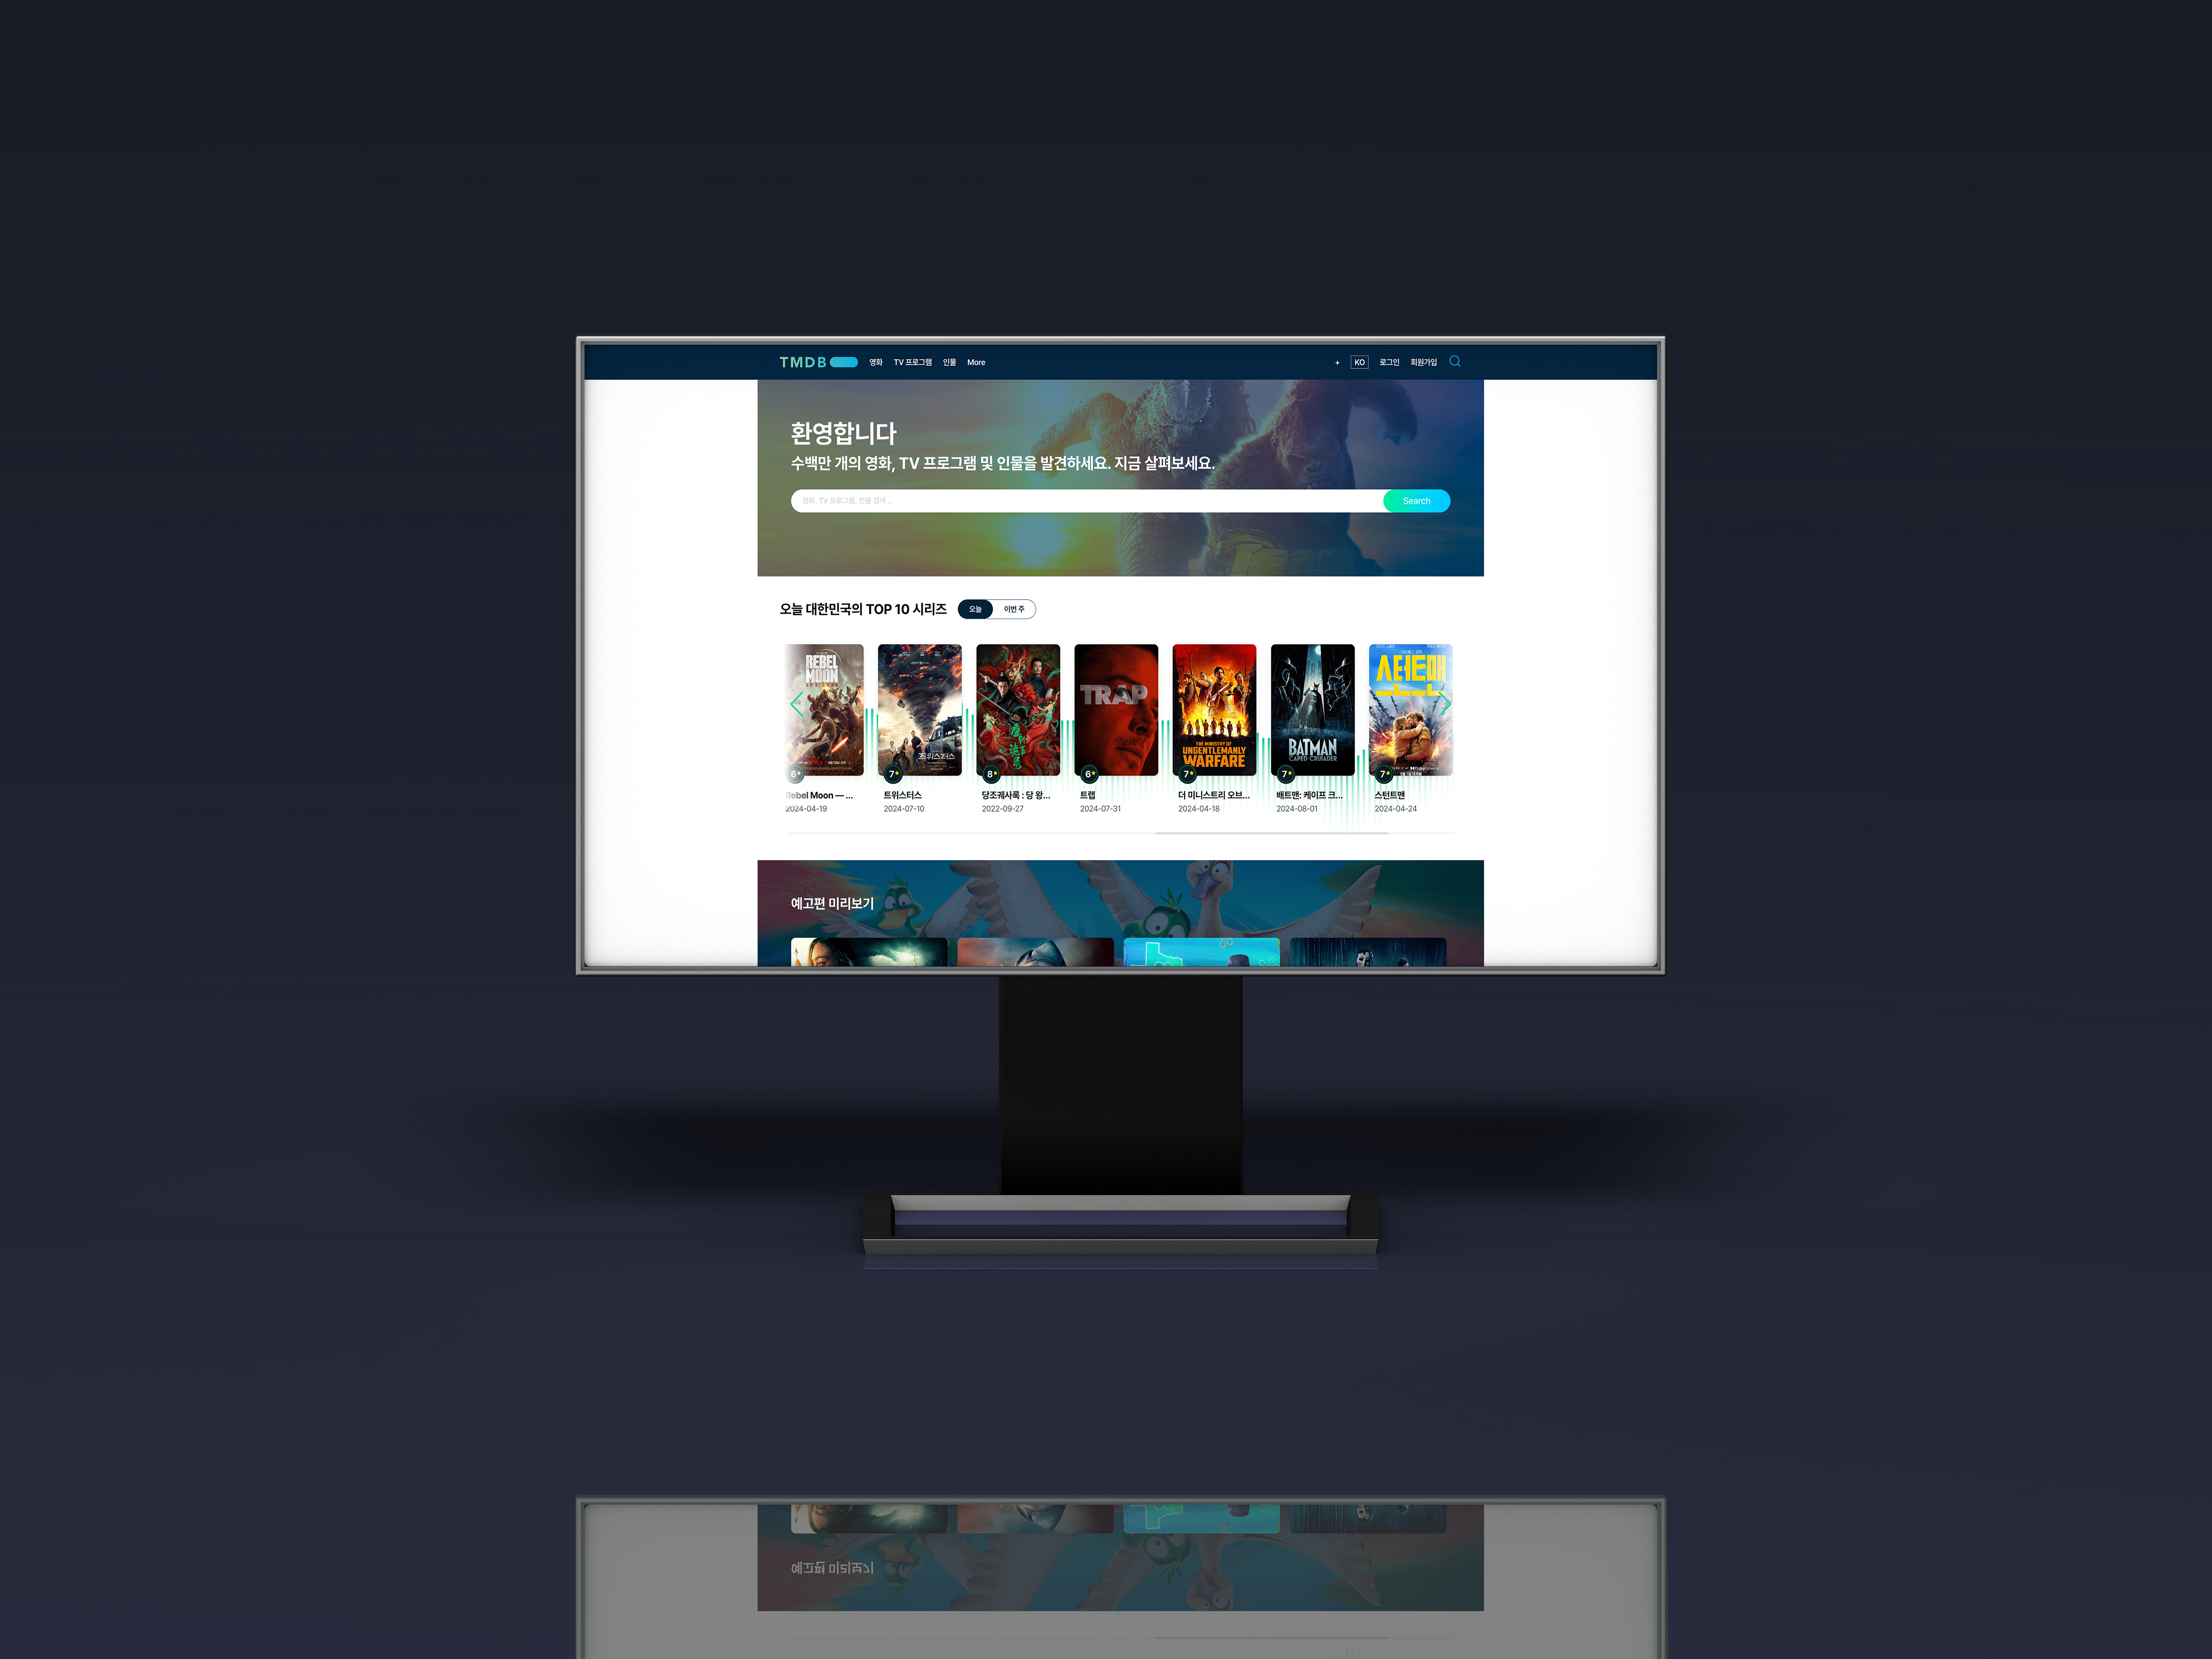 TMDB 영화 TV 프로그램 인물 More + KO 로그인 회원가입
환영합니다
수백만 개의 영화, TV 프로그램 및 인물을 발견하세요. 지금 살펴보세요.
영화, TV 프로그램, 인물 검색 ... Search
오늘 대한민국의 TOP 10 시리즈 오늘 이번 주
REBEL
MOON
트위스터스
TRAP
THE MINISTRY OF
UNGENTLEMANLY
WARFARE
BATMAN
CAPED CRUSADER
스턴트맨
6 7 8 6 7 7 7
Rebel Moon — ... 트위스터스 당조궤사록 : 당 왕... 트랩 더 미니스트리 오브... 배트맨: 케이프 크... 스턴트맨
2024-04-19 2024-07-10 2022-09-27 2024-07-31 2024-04-18 2024-08-01 2024-04-24
예고편 미리보기
예고편 미리보기